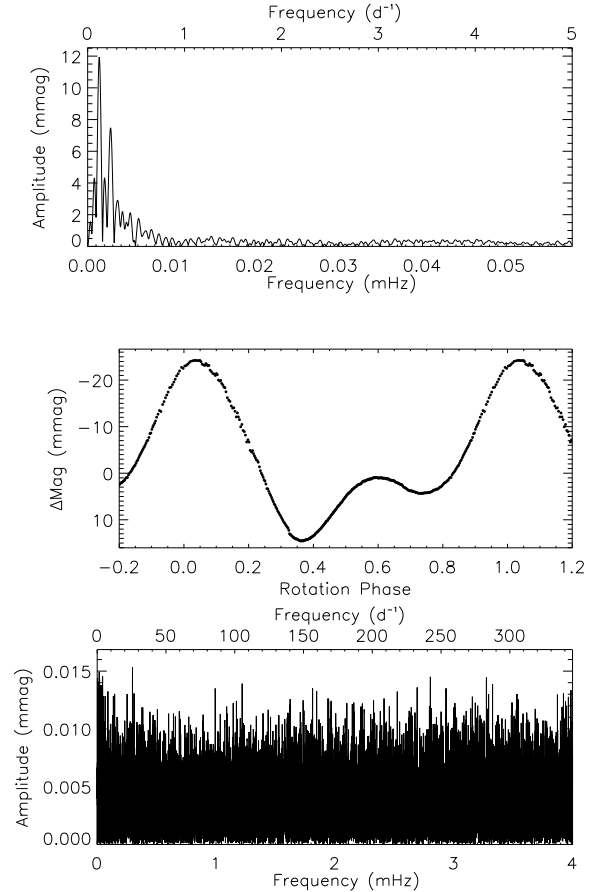 Frequency (d⁻¹)
0 1 2 3 4 5
Amplitude (mmag)
12
10
8
6
4
2
0
0.00 0.01 0.02 0.03 0.04 0.05
Frequency (mHz)
ΔMag (mmag)
−20
−10
0
10
−0.2 0.0 0.2 0.4 0.6 0.8 1.0 1.2
Rotation Phase
Frequency (d⁻¹)
0 50 100 150 200 250 300
Amplitude (mmag)
0.015
0.010
0.005
0.000
0 1 2 3 4
Frequency (mHz)